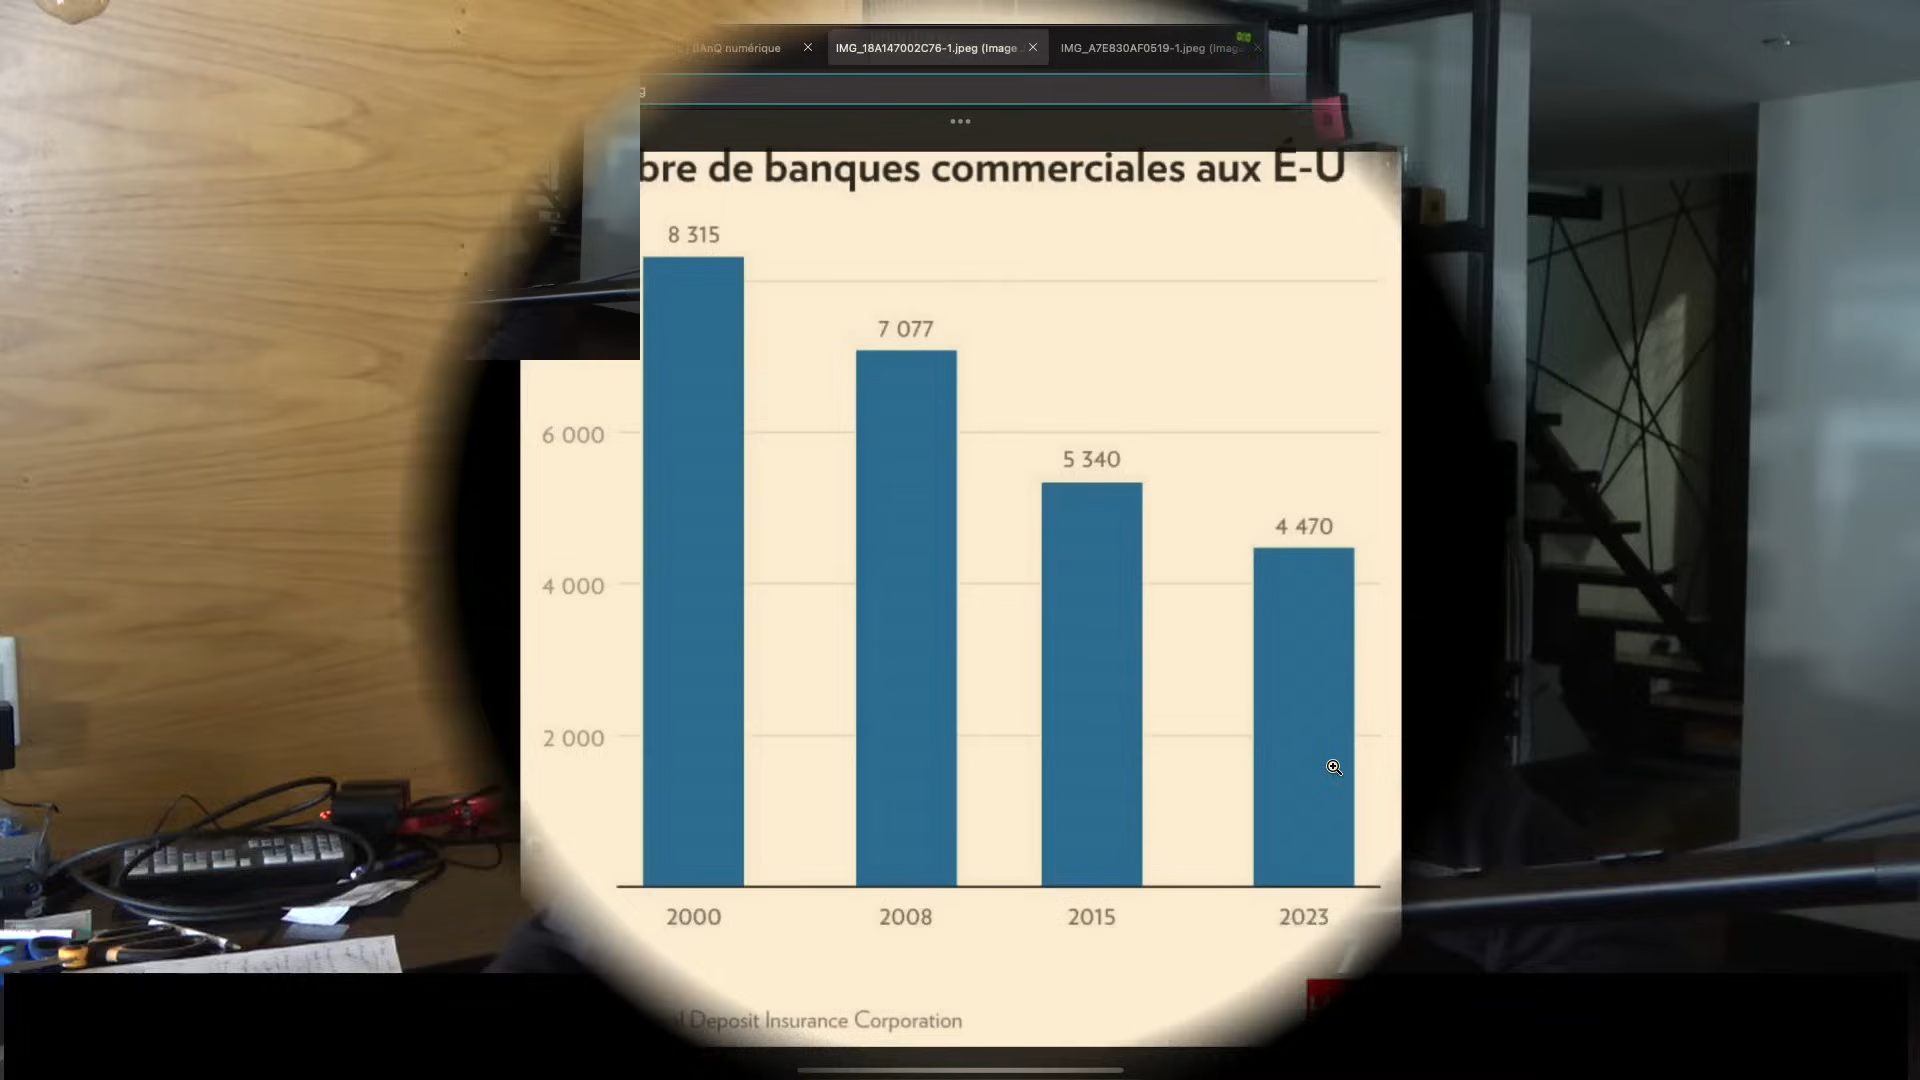 BAnQ numérique
IMG_18A147002C76-1.jpeg (Image
IMG_A7E830AF0519-1.jpeg (Imag
g
bre de banques commerciales aux É-U
8 315
7 077
6 000
5 340
4 470
4 000
2 000
2000 2008 2015 2023
l Deposit Insurance Corporation